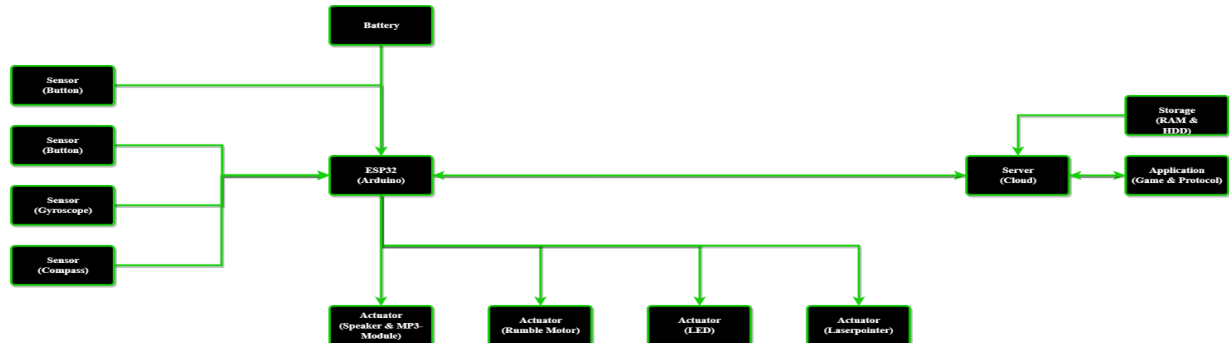 Battery
Sensor
(Button)
Storage
(RAM &
HDD)
Sensor
(Button)
ESP32
(Arduino)
Server
(Cloud)
Application
(Game & Protocol)
Sensor
(Gyroscope)
Sensor
(Compass)
Actuator
(Speaker & MP3-
Module)
Actuator
(Rumble Motor)
Actuator
(LED)
Actuator
(Laserpointer)